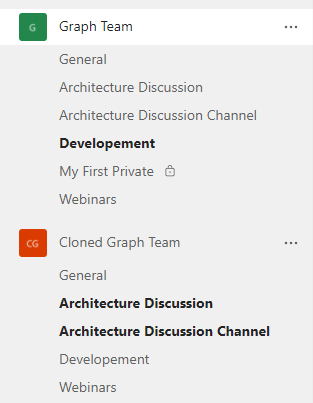 G Graph Team ...
General
Architecture Discussion
Architecture Discussion Channel
Developement
My First Private
Webinars
CG Cloned Graph Team ...
General
Architecture Discussion
Architecture Discussion Channel
Developement
Webinars